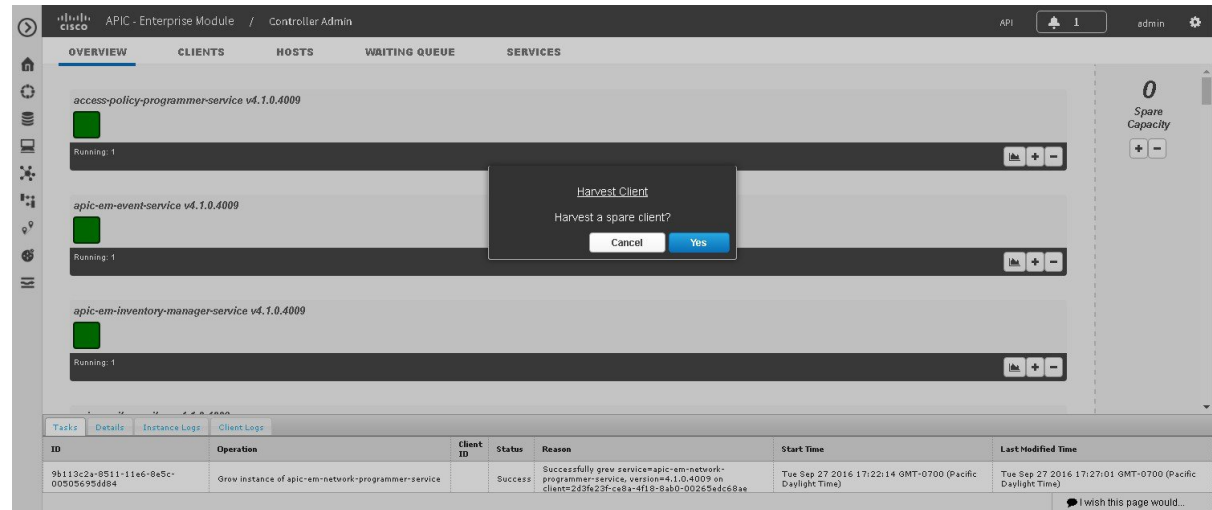 cisco APIC - Enterprise Module / Controller Admin API 1 admin
OVERVIEW CLIENTS HOSTS WAITING QUEUE SERVICES
access-policy-programmer-service v4.1.0.4009
Running: 1
apic-em-event-service v4.1.0.4009
Running: 1
apic-em-inventory-manager-service v4.1.0.4009
Running: 1
0
Spare
Capacity
+ -
Harvest Client
Harvest a spare client?
Cancel Yes
Tasks Details Instance Logs Client Logs
ID Operation Client ID Status Reason Start Time Last Modified Time
9b113c2a-8511-11e6-8e5c-
00505695dd84
Grow instance of apic-em-network-programmer-service
Success
Successfully grew service=apic-em-network-
programmer-service, version=4.1.0.4009 on
client=2d3fe23f-ce8a-4f18-8ab0-00265edc68ae
Tue Sep 27 2016 17:22:14 GMT-0700 (Pacific
Daylight Time)
Tue Sep 27 2016 17:27:01 GMT-0700 (Pacific
Daylight Time)
I wish this page would...